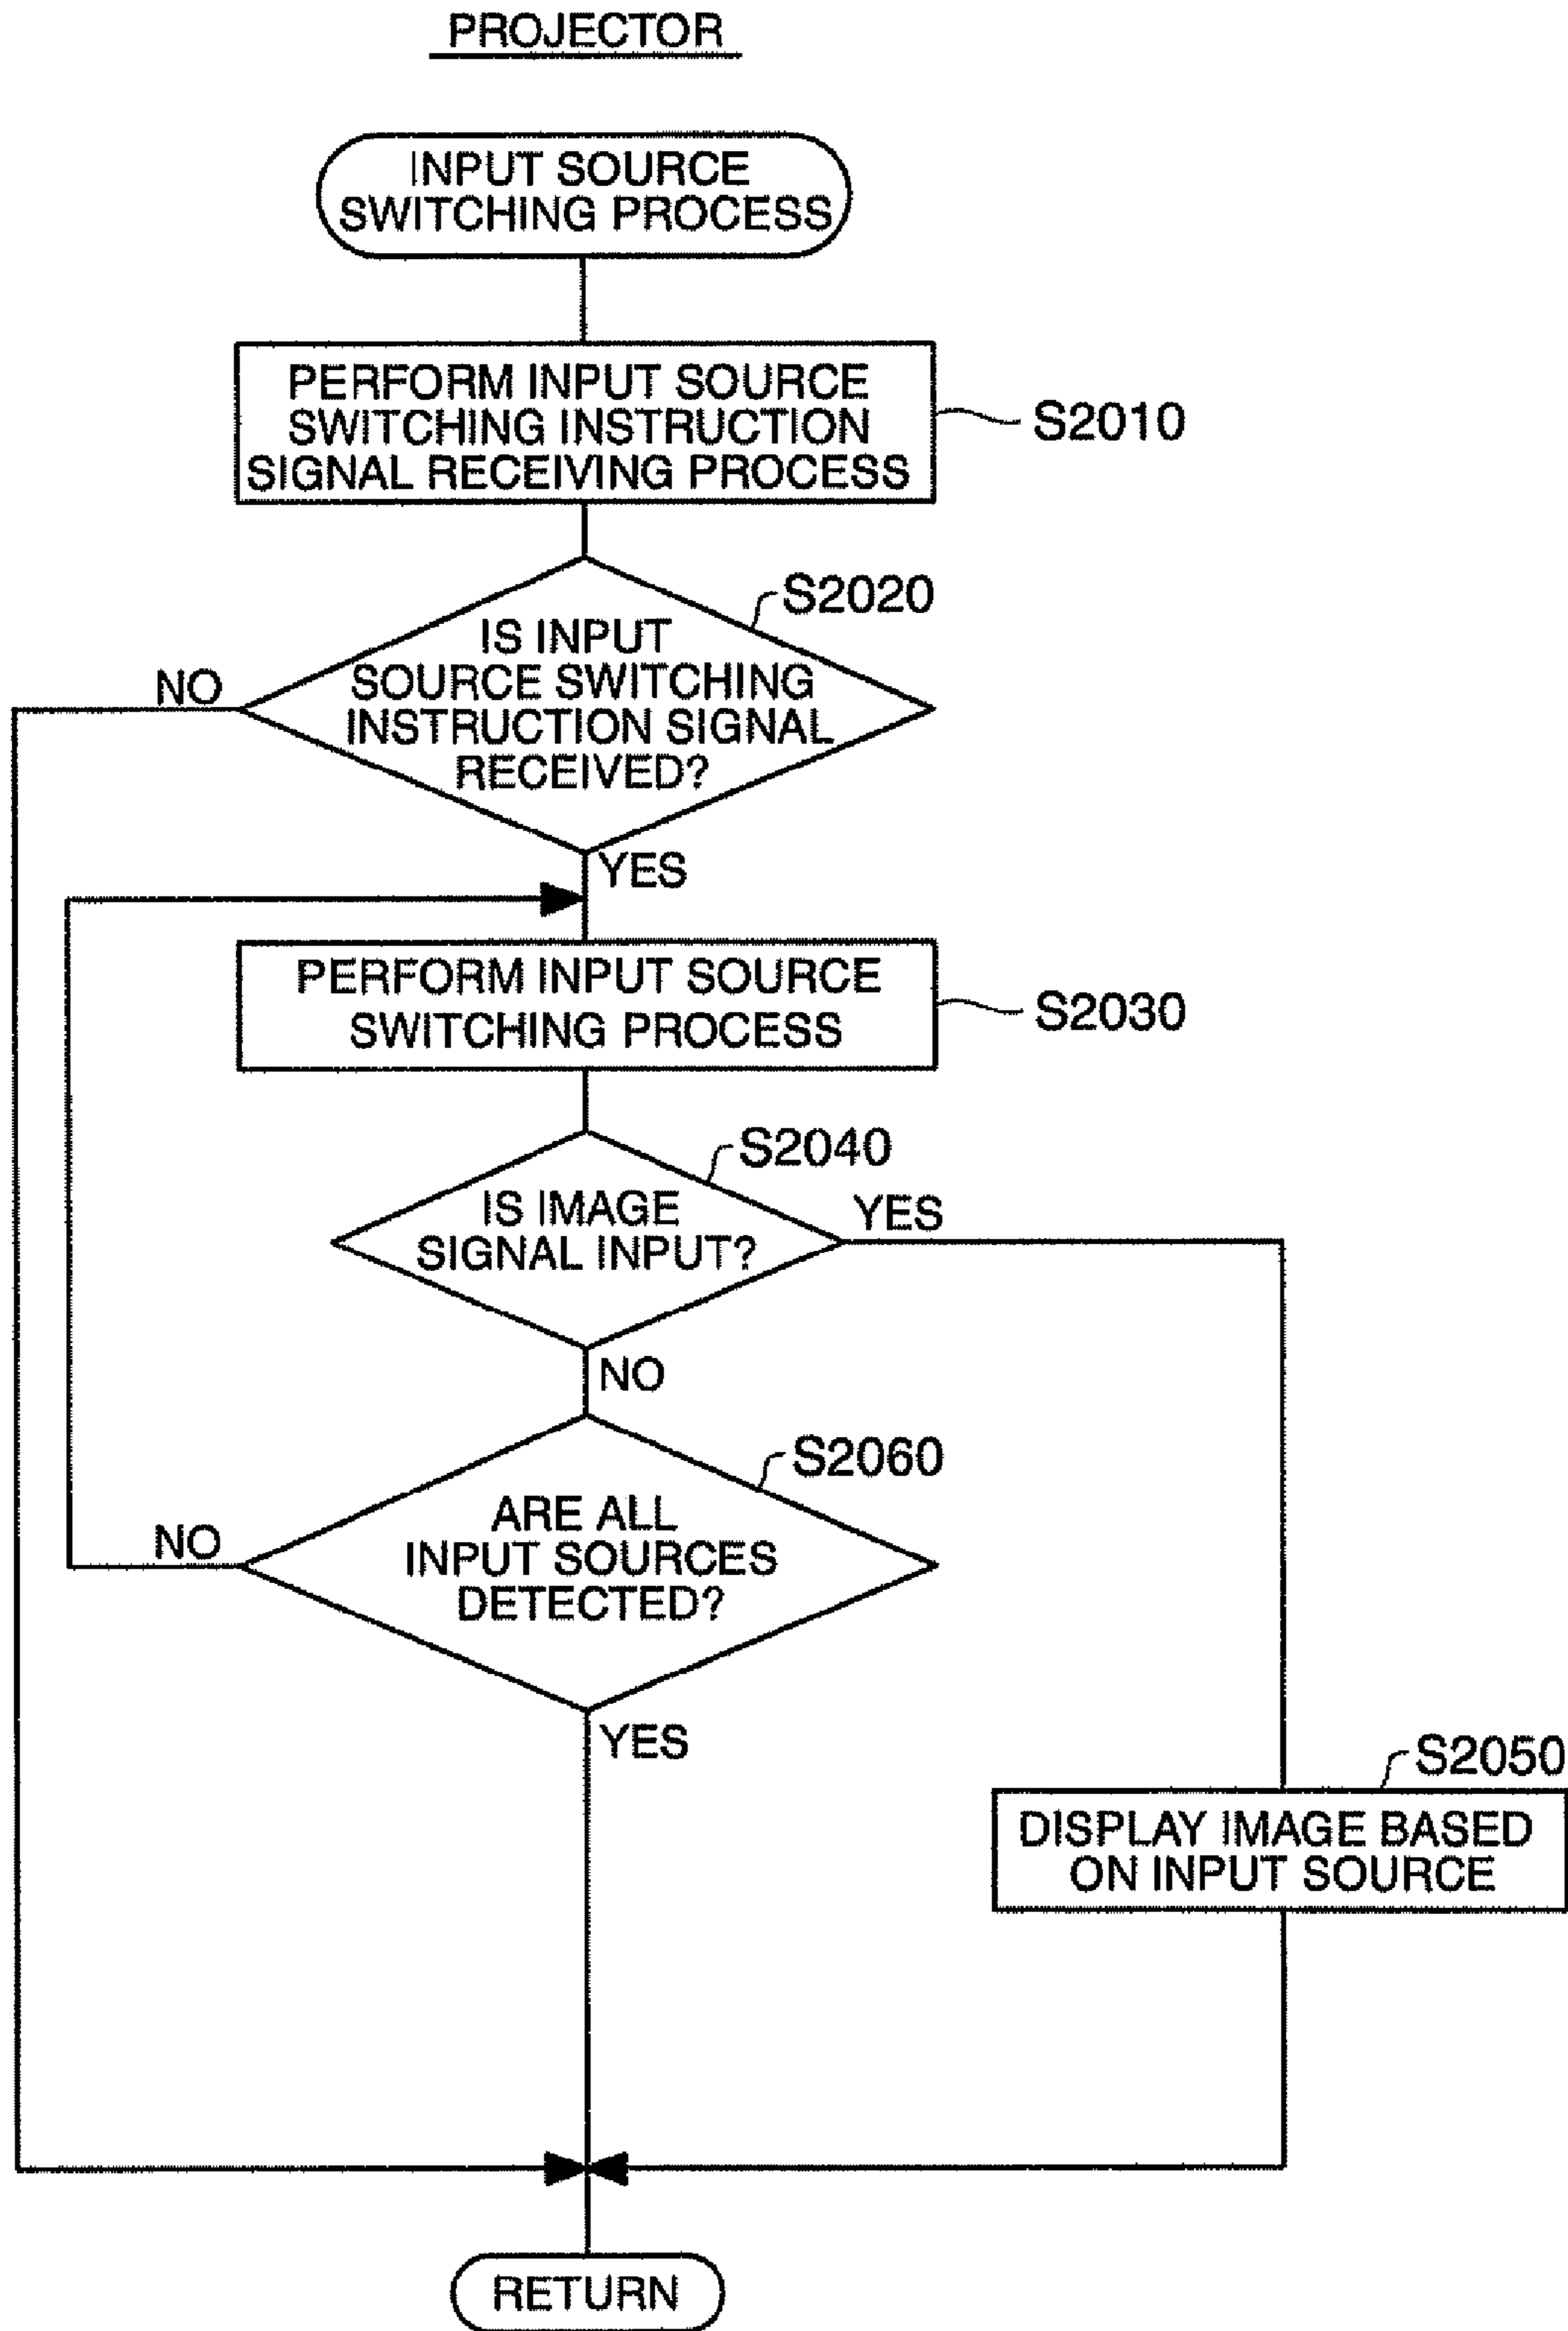 PROJECTOR
INPUT SOURCE
SWITCHING PROCESS
PERFORM INPUT SOURCE
SWITCHING INSTRUCTION
SIGNAL RECEIVING PROCESS
S2010
S2020
IS INPUT
SOURCE SWITCHING
INSTRUCTION SIGNAL
RECEIVED?
NO
YES
PERFORM INPUT SOURCE
SWITCHING PROCESS
S2030
S2040
IS IMAGE
SIGNAL INPUT?
YES
NO
S2060
ARE ALL
INPUT SOURCES
DETECTED?
NO
YES
S2050
DISPLAY IMAGE BASED
ON INPUT SOURCE
RETURN